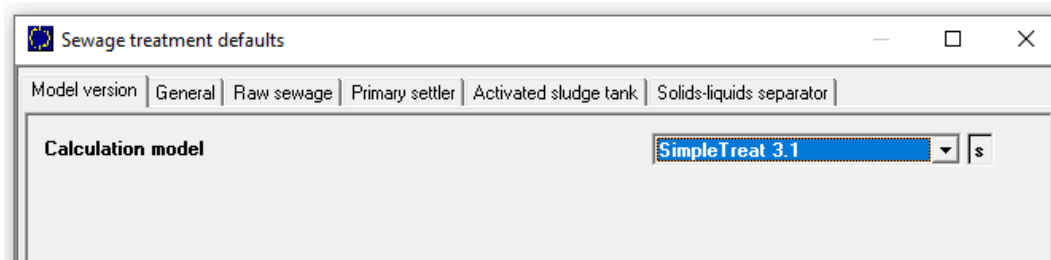 Sewage treatment defaults
Model version General Raw sewage Primary settler Activated sludge tank Solids-liquids separator
Calculation model SimpleTreat 3.1 s